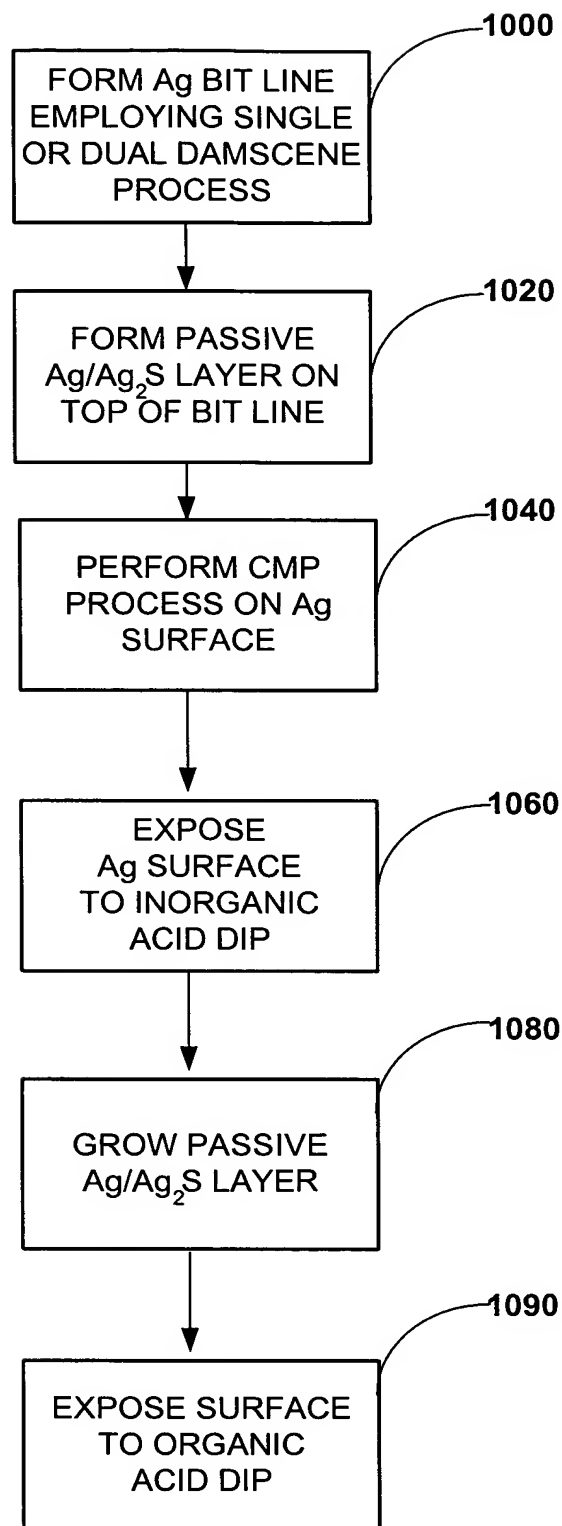 1000
FORM Ag BIT LINE
EMPLOYING SINGLE
OR DUAL DAMSCENE
PROCESS
1020
FORM PASSIVE
Ag/Ag₂S LAYER ON
TOP OF BIT LINE
1040
PERFORM CMP
PROCESS ON Ag
SURFACE
1060
EXPOSE
Ag SURFACE
TO INORGANIC
ACID DIP
1080
GROW PASSIVE
Ag/Ag₂S LAYER
1090
EXPOSE SURFACE
TO ORGANIC
ACID DIP